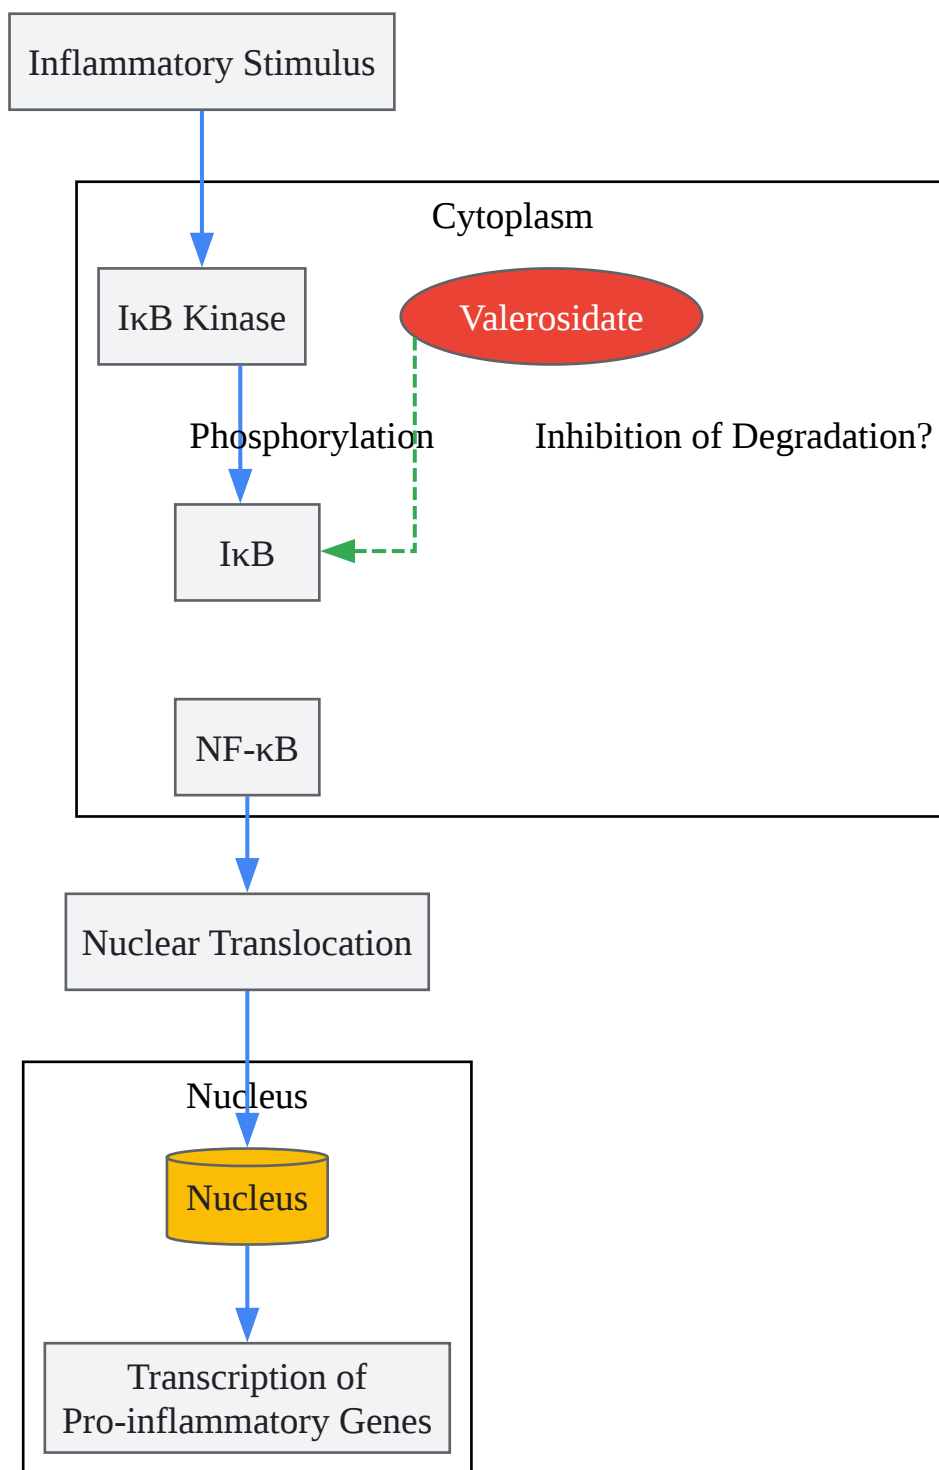 Inflammatory Stimulus
Cytoplasm
IκB Kinase
Valerosidate
Phosphorylation
Inhibition of Degradation?
IκB
NF-κB
Nuclear Translocation
Nucleus
Nucleus
Transcription of
Pro-inflammatory Genes